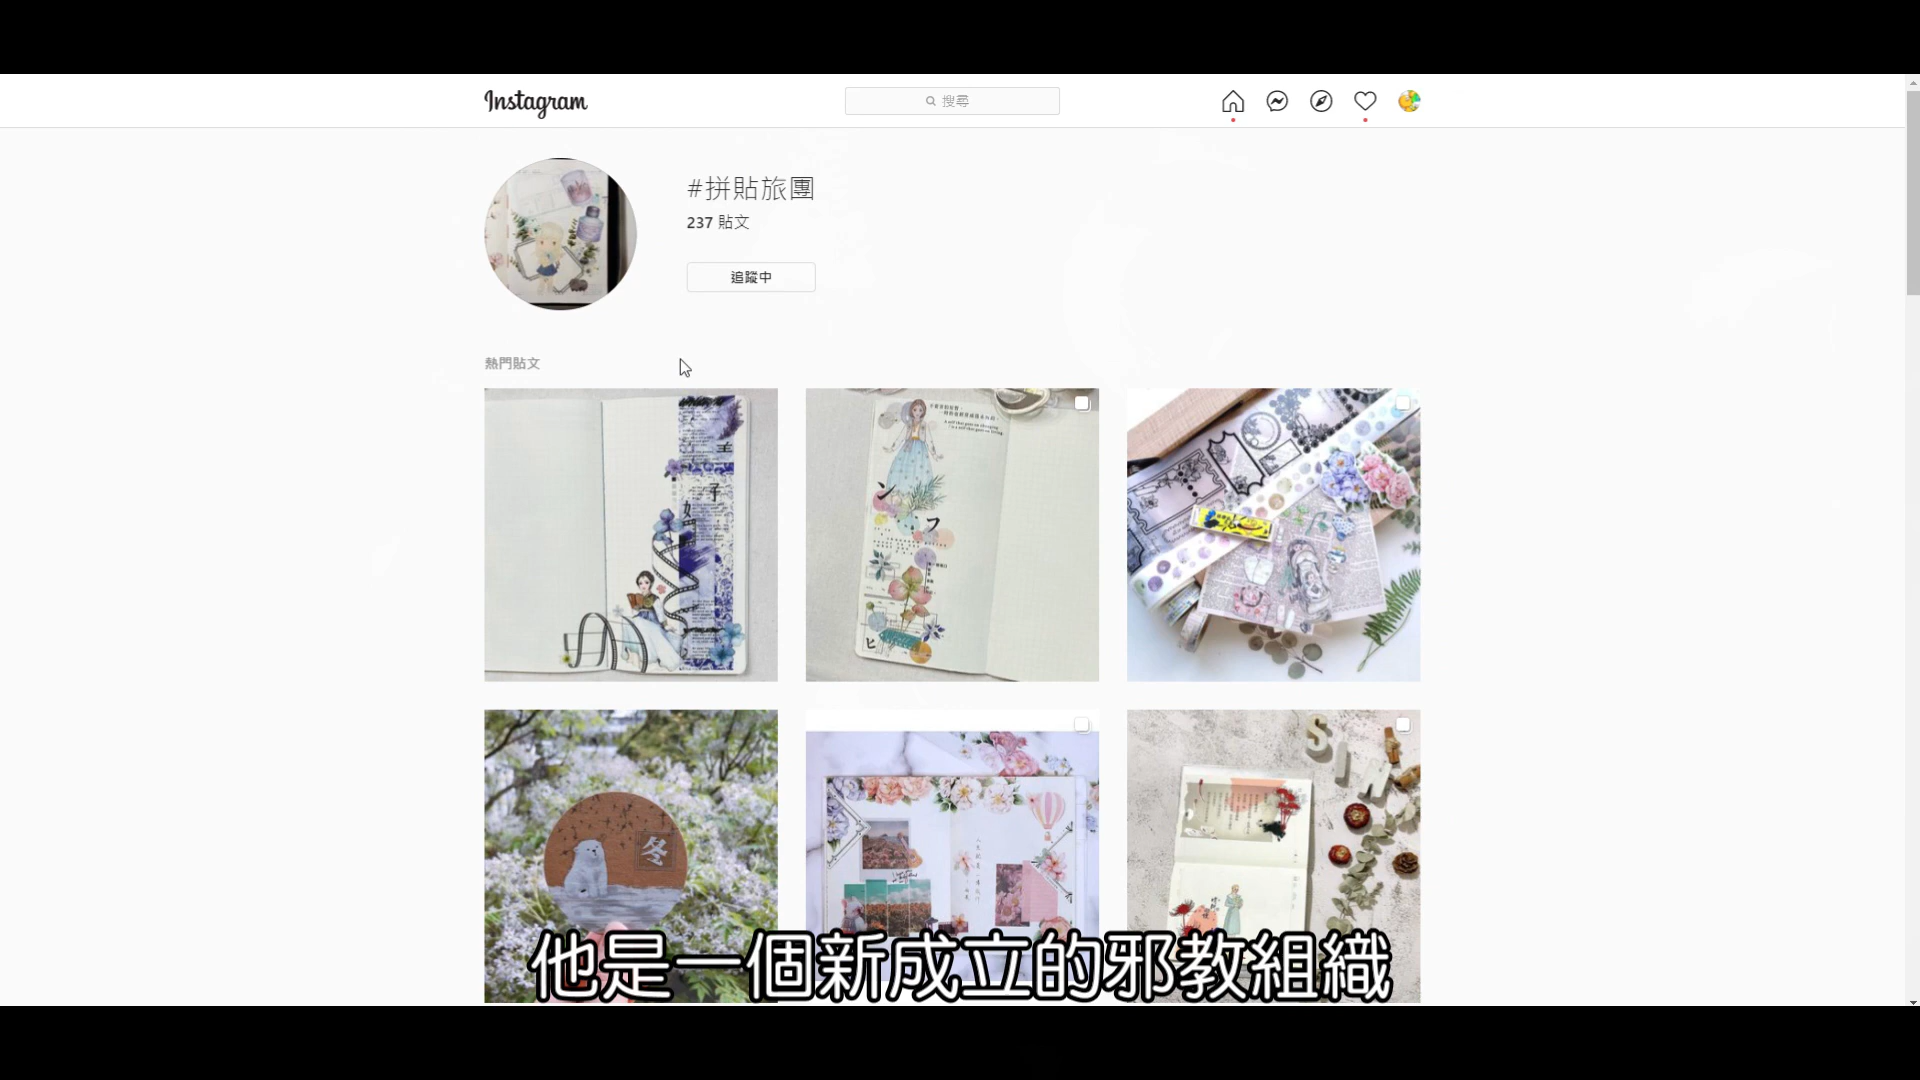 Instagram
搜尋
#拼貼旅團
237 貼文
追蹤中
熱門貼文
冬
他是一個新成立的邪教組織